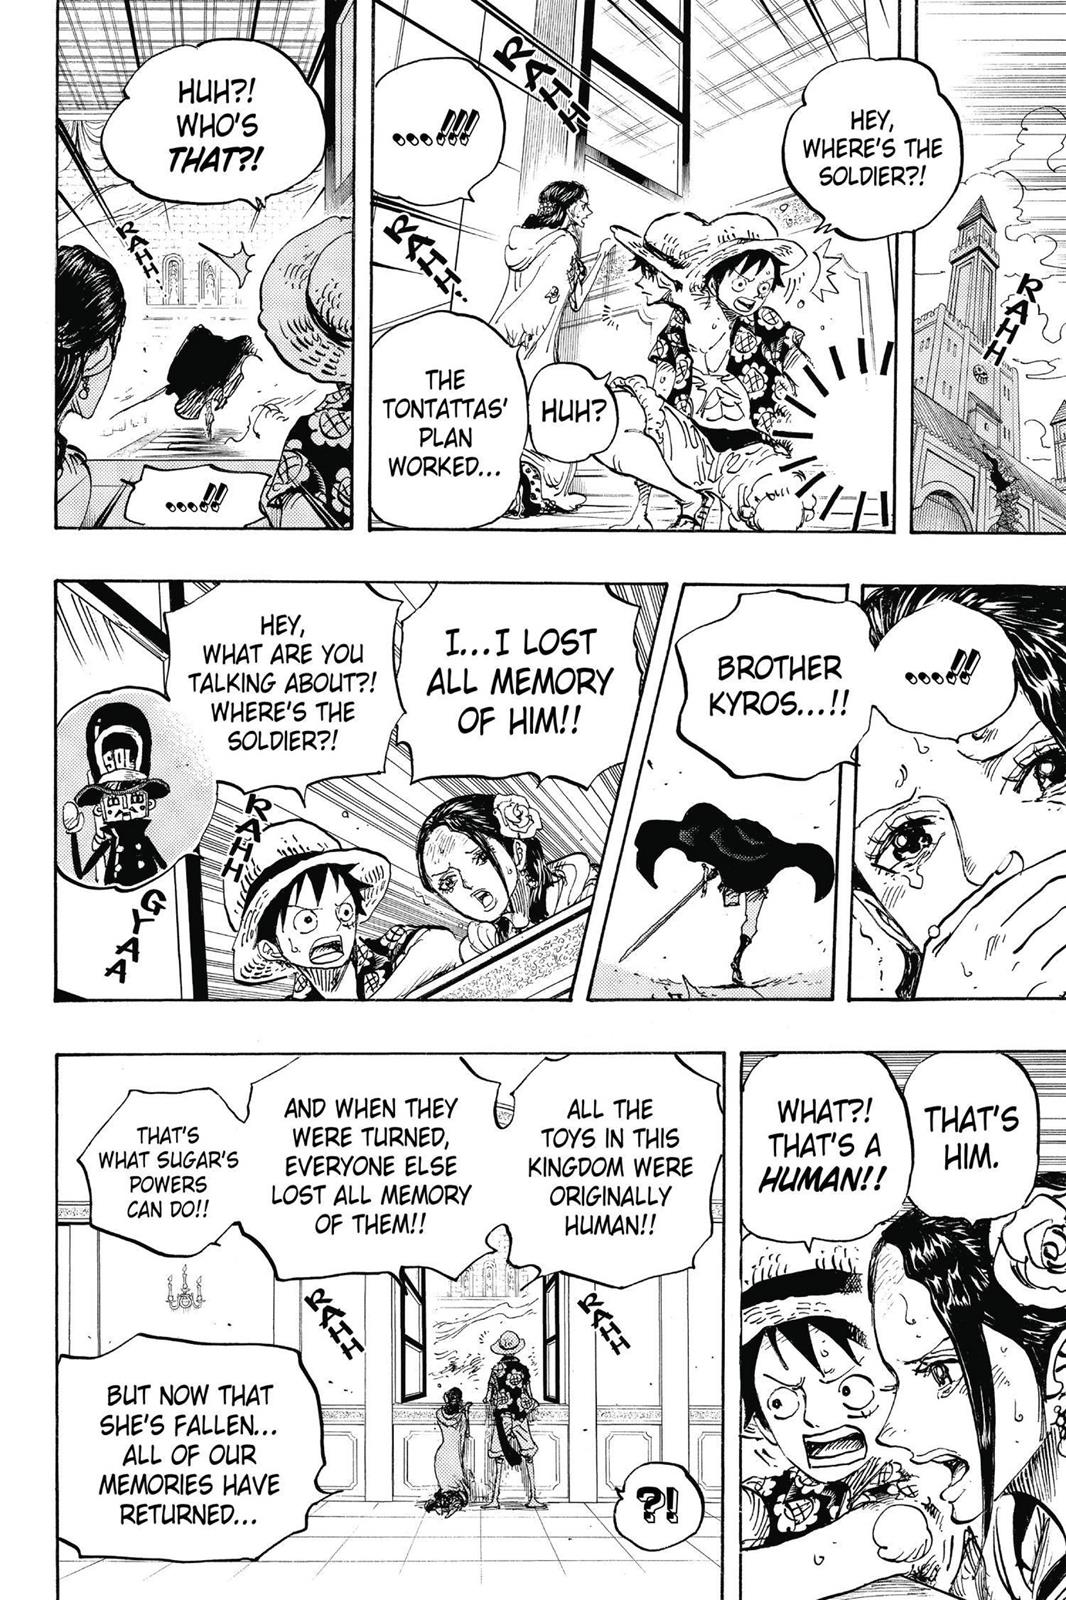 RAHH
HEY,
WHERE'S THE
SOLDIER?!
RAHH
HUH?
...!!!
RAHH..
THE
TONTATTAS'
PLAN
WORKED...
HUH?!
WHO'S
THAT?!
RAHH..
...!!
...!!
BROTHER
KYROS...!!
I...I LOST
ALL MEMORY
OF HIM!!
HEY,
WHAT ARE YOU
TALKING ABOUT?!
WHERE'S THE
SOLDIER?!
SOL
RAHH
GYAA
THAT'S
HIM.
WHAT?!
THAT'S A
HUMAN!!
ALL THE
TOYS IN THIS
KINGDOM WERE
ORIGINALLY
HUMAN!!
AND WHEN THEY
WERE TURNED,
EVERYONE ELSE
LOST ALL MEMORY
OF THEM!!
THAT'S
WHAT SUGAR'S
POWERS
CAN DO!!
RAHH
RAHH
BUT NOW THAT
SHE'S FALLEN...
ALL OF OUR
MEMORIES HAVE
RETURNED...
?!